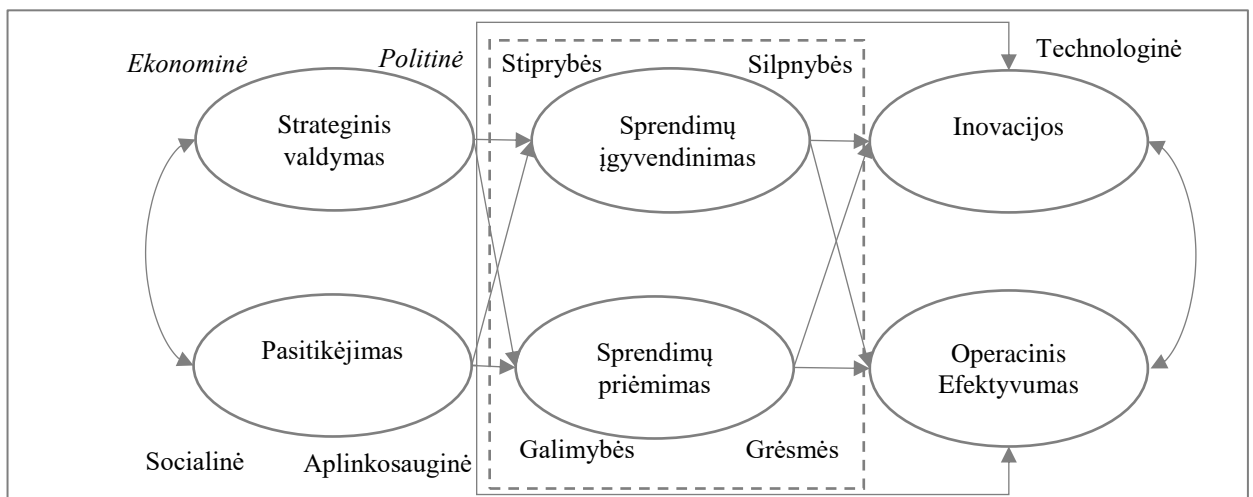 Ekonominė
Politinė
Stiprybės
Silpnybės
Technologinė
Strateginis
valdymas
Sprendimų
įgyvendinimas
Inovacijos
Pasitikėjimas
Sprendimų
priėmimas
Operacinis
Efektyvumas
Socialinė
Aplinkosauginė
Galimybės
Grėsmės